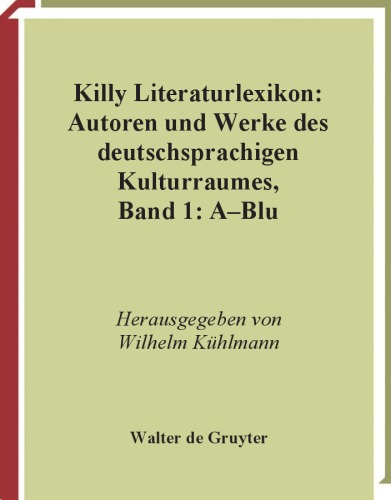 Killy Literaturlexikon:
Autoren und Werke des
deutschsprachigen
Kulturraumes,
Band 1: A–Blu
Herausgegeben von
Wilhelm Kühlmann
Walter de Gruyter